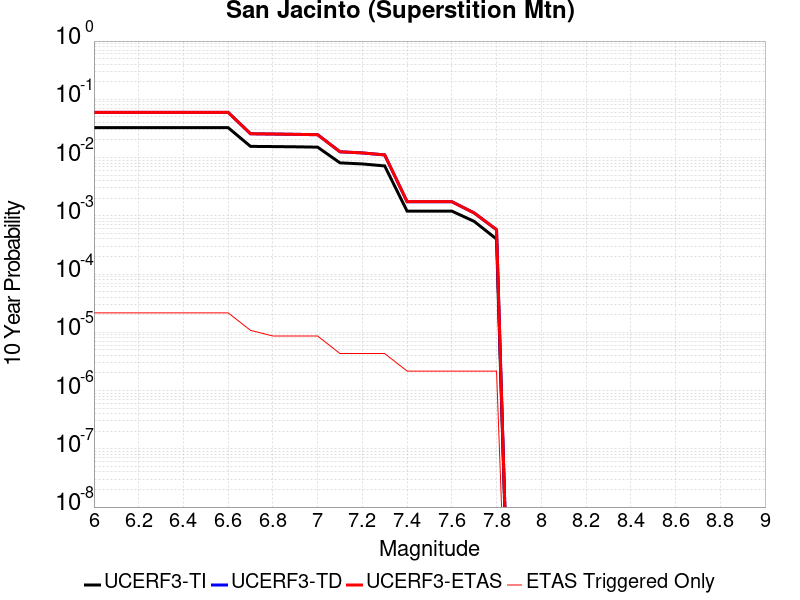 San Jacinto (Superstition Mtn)
10^0
10^-1
10^-2
10^-3
10^-4
10^-5
10^-6
10^-7
10^-8
10 Year Probability
6 6.2 6.4 6.6 6.8 7 7.2 7.4 7.6 7.8 8 8.2 8.4 8.6 8.8 9
Magnitude
UCERF3-TI UCERF3-TD UCERF3-ETAS ETAS Triggered Only